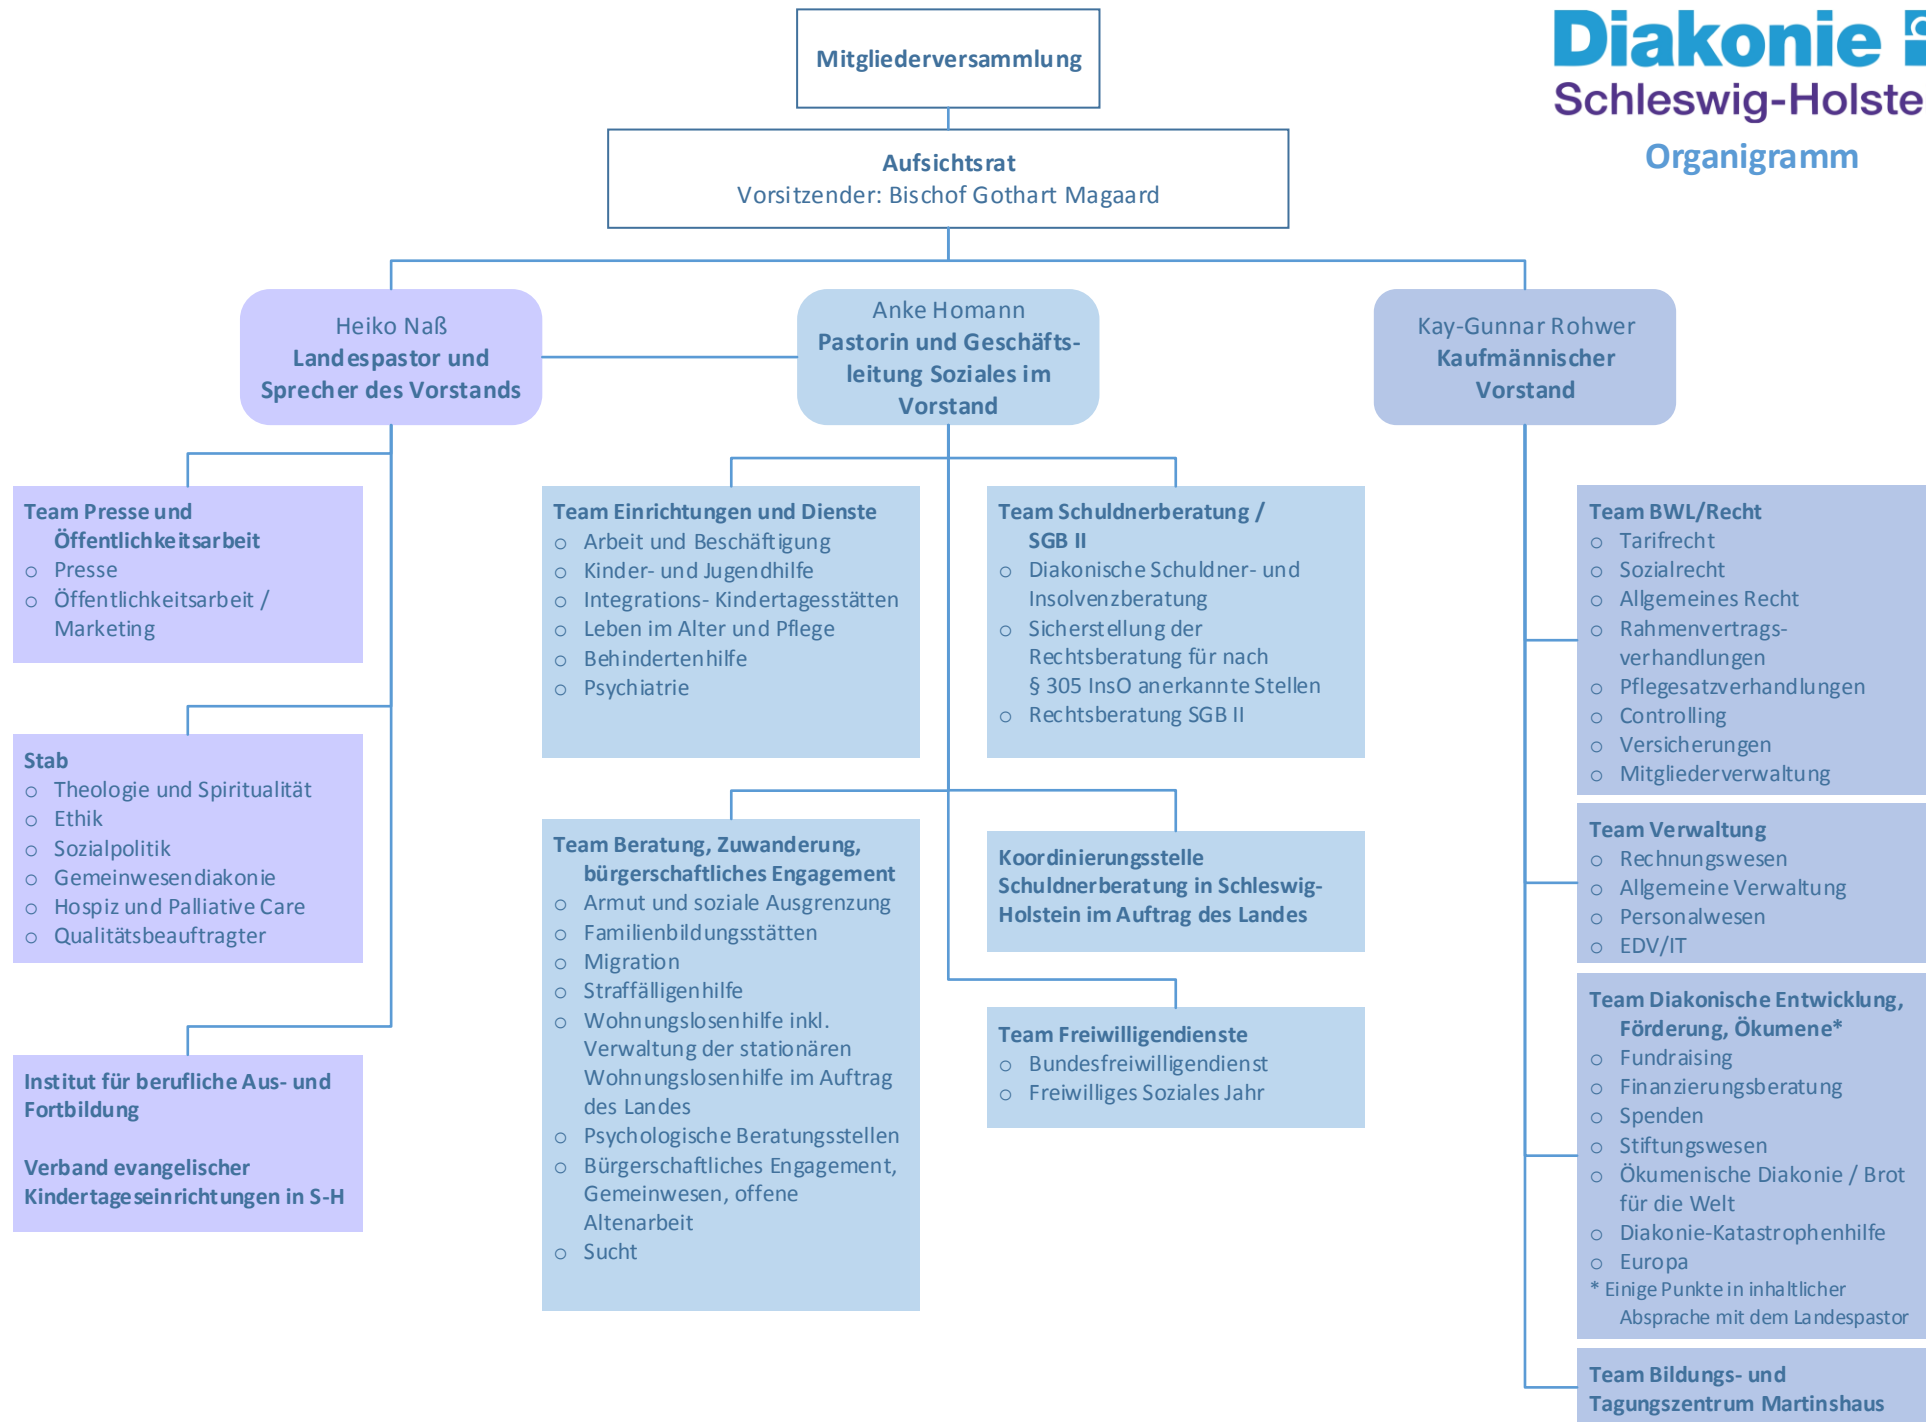 Diakonie
Schleswig-Holste
Organigramm
Mitgliederversammlung
Aufsichtsrat
Vorsitzender: Bischof Gothart Magaard
Heiko Naß
Landespastor und
Sprecher des Vorstands
Anke Homann
Pastorin und Geschäfts-
leitung Soziales im
Vorstand
Kay-Gunnar Rohwer
Kaufmännischer
Vorstand
Team Presse und
Öffentlichkeitsarbeit
○ Presse
○ Öffentlichkeitsarbeit /
Marketing
Stab
○ Theologie und Spiritualität
○ Ethik
○ Sozialpolitik
○ Gemeinwesendiakonie
○ Hospiz und Palliative Care
○ Qualitätsbeauftragter
Institut für berufliche Aus- und
Fortbildung
Verband evangelischer
Kindertageseinrichtungen in S-H
Team Einrichtungen und Dienste
○ Arbeit und Beschäftigung
○ Kinder- und Jugendhilfe
○ Integrations- Kindertagesstätten
○ Leben im Alter und Pflege
○ Behindertenhilfe
○ Psychiatrie
Team Beratung, Zuwanderung,
bürgerschaftliches Engagement
○ Armut und soziale Ausgrenzung
○ Familienbildungsstätten
○ Migration
○ Straffälligenhilfe
○ Wohnungslosenhilfe inkl.
Verwaltung der stationären
Wohnungslosenhilfe im Auftrag
des Landes
○ Psychologische Beratungsstellen
○ Bürgerschaftliches Engagement,
Gemeinwesen, offene
Altenarbeit
○ Sucht
Team Schuldnerberatung /
SGB II
○ Diakonische Schuldner- und
Insolvenzberatung
○ Sicherstellung der
Rechtsberatung für nach
§ 305 InsO anerkannte Stellen
○ Rechtsberatung SGB II
Koordinierungsstelle
Schuldnerberatung in Schleswig-
Holstein im Auftrag des Landes
Team Freiwilligendienste
○ Bundesfreiwilligendienst
○ Freiwilliges Soziales Jahr
Team BWL/Recht
○ Tarifrecht
○ Sozialrecht
○ Allgemeines Recht
○ Rahmenvertrags-
verhandlungen
○ Pflegesatzverhandlungen
○ Controlling
○ Versicherungen
○ Mitgliederverwaltung
Team Verwaltung
○ Rechnungswesen
○ Allgemeine Verwaltung
○ Personalwesen
○ EDV/IT
Team Diakonische Entwicklung,
Förderung, Ökumene*
○ Fundraising
○ Finanzierungsberatung
○ Spenden
○ Stiftungswesen
○ Ökumenische Diakonie / Brot
für die Welt
○ Diakonie-Katastrophenhilfe
○ Europa
* Einige Punkte in inhaltlicher
Absprache mit dem Landespastor
Team Bildungs- und
Tagungszentrum Martinshaus